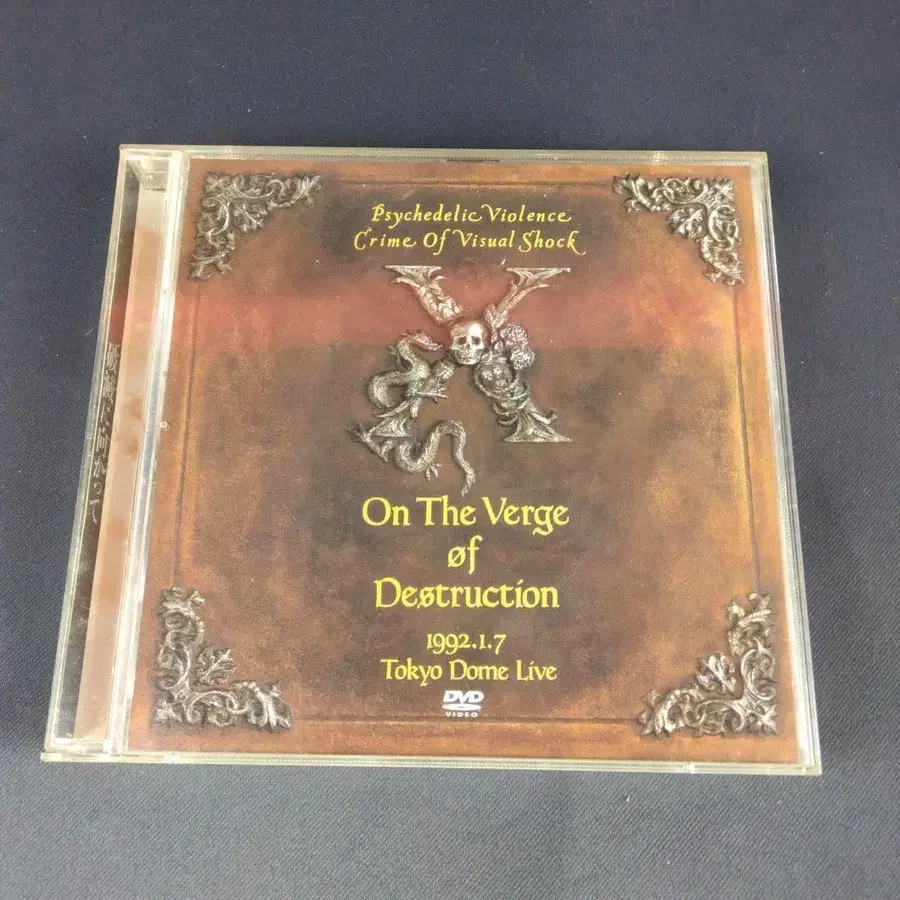 Psychedelic Violence
Crime Of Visual Shock
X
On The Verge
øf
Destruction
1992.1.7
Tokyo Dome Live
DVD
VIDEO